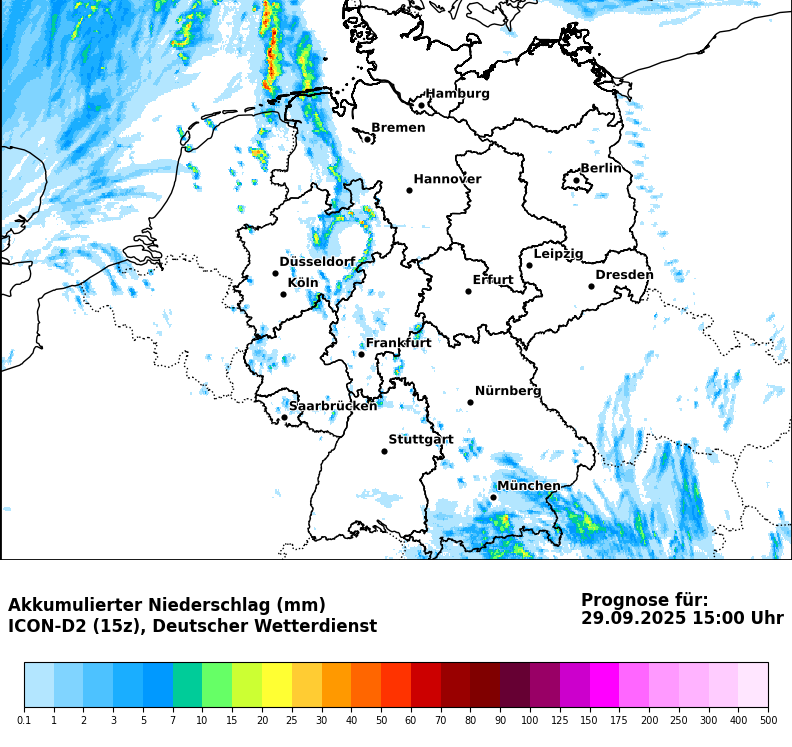 Hamburg
Bremen
Berlin
Hannover
Leipzig
Düsseldorf
Dresden
Köln
Erfurt
Frankfurt
Nürnberg
Saarbrücken
Stuttgart
München
Akkumulierter Niederschlag (mm)
ICON-D2 (15z), Deutscher Wetterdienst
Prognose für:
29.09.2025 15:00 Uhr
0.1 1 2 3 5 7 10 15 20 25 30 40 50 60 70 80 90 100 125 150 175 200 250 300 400 500